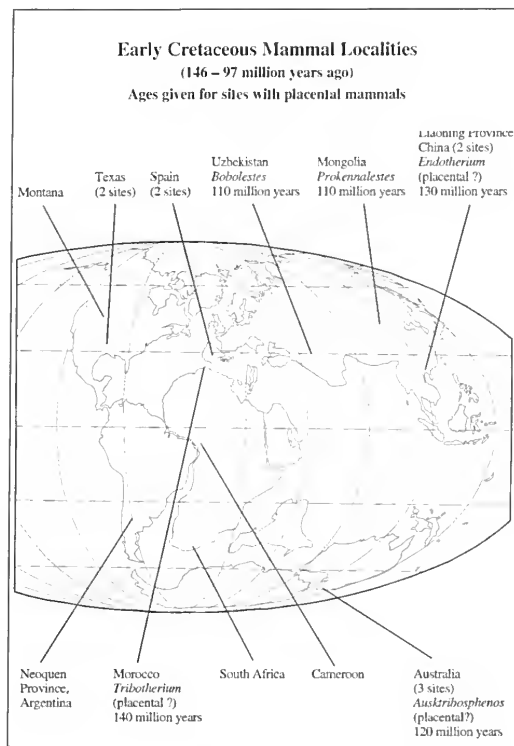 Early Cretaceous Mammal Localities
(146 – 97 million years ago)
Ages given for sites with placental mammals
Montana
Texas
(2 sites)
Spain
(2 sites)
Uzbekistan
Bobolestes
110 million years
Mongolia
Prokennalestes
110 million years
Liaoning Province
China (2 sites)
Endotherium
(placental ?)
130 million years
Neoquen
Province,
Argentina
Morocco
Tribotherium
(placental ?)
140 million years
South Africa
Cameroon
Australia
(3 sites)
Ausktribosphenos
(placental?)
120 million years